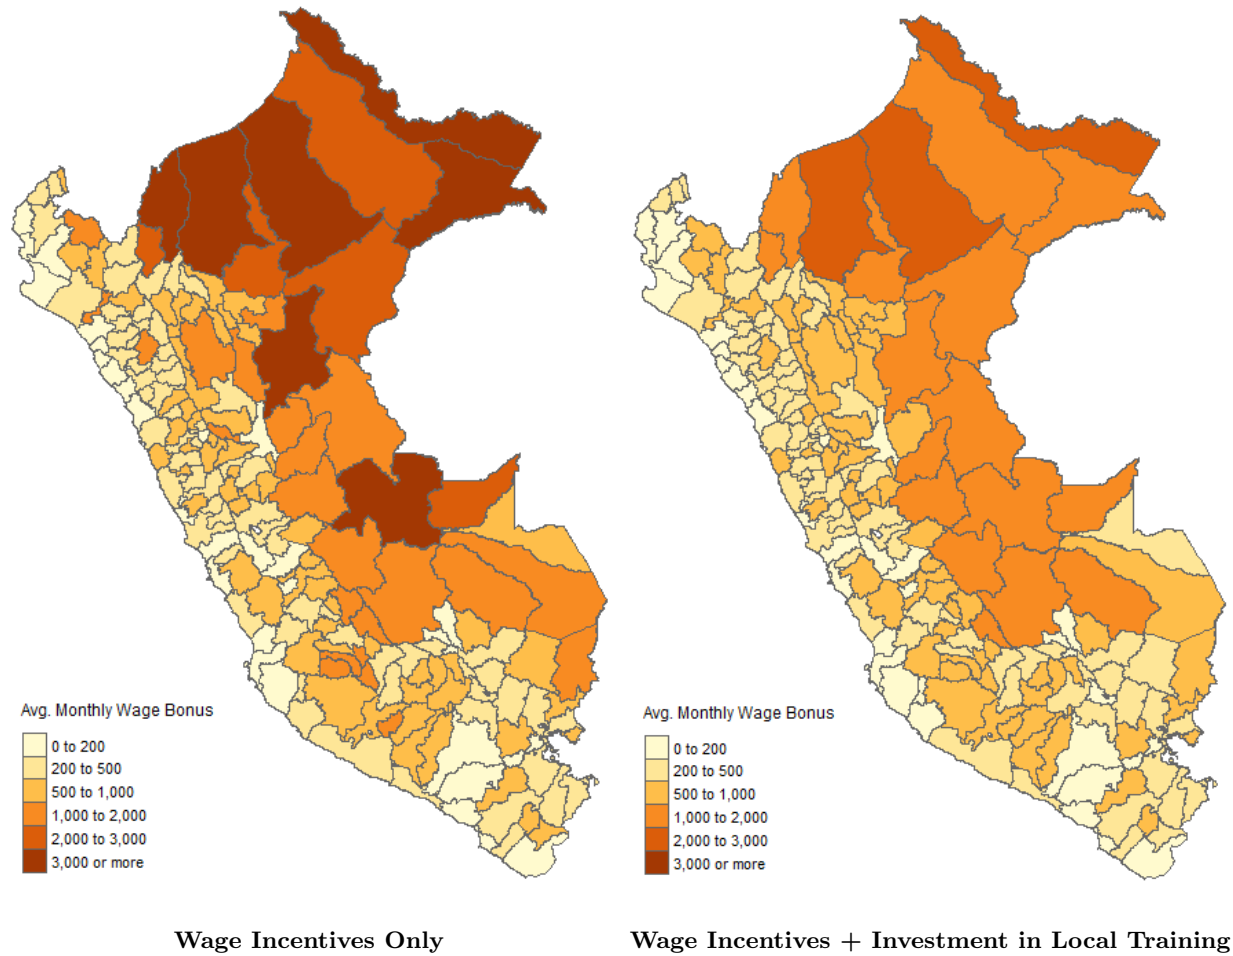 Avg. Monthly Wage Bonus
0 to 200
200 to 500
500 to 1,000
1,000 to 2,000
2,000 to 3,000
3,000 or more
Avg. Monthly Wage Bonus
0 to 200
200 to 500
500 to 1,000
1,000 to 2,000
2,000 to 3,000
3,000 or more
Wage Incentives Only
Wage Incentives + Investment in Local Training